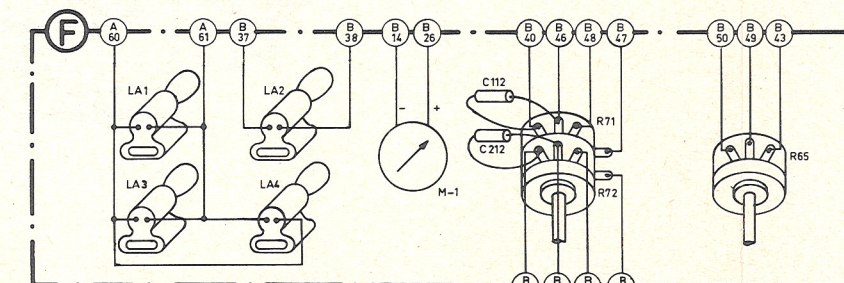 F
A 60
A 61
B 37
B 38
B 14
B 26
B 40
B 46
B 48
B 47
B 50
B 49
B 43
LA1
LA2
C112
R71
- +
C212
R65
LA3
LA4
M-1
R72
B
B
B
B